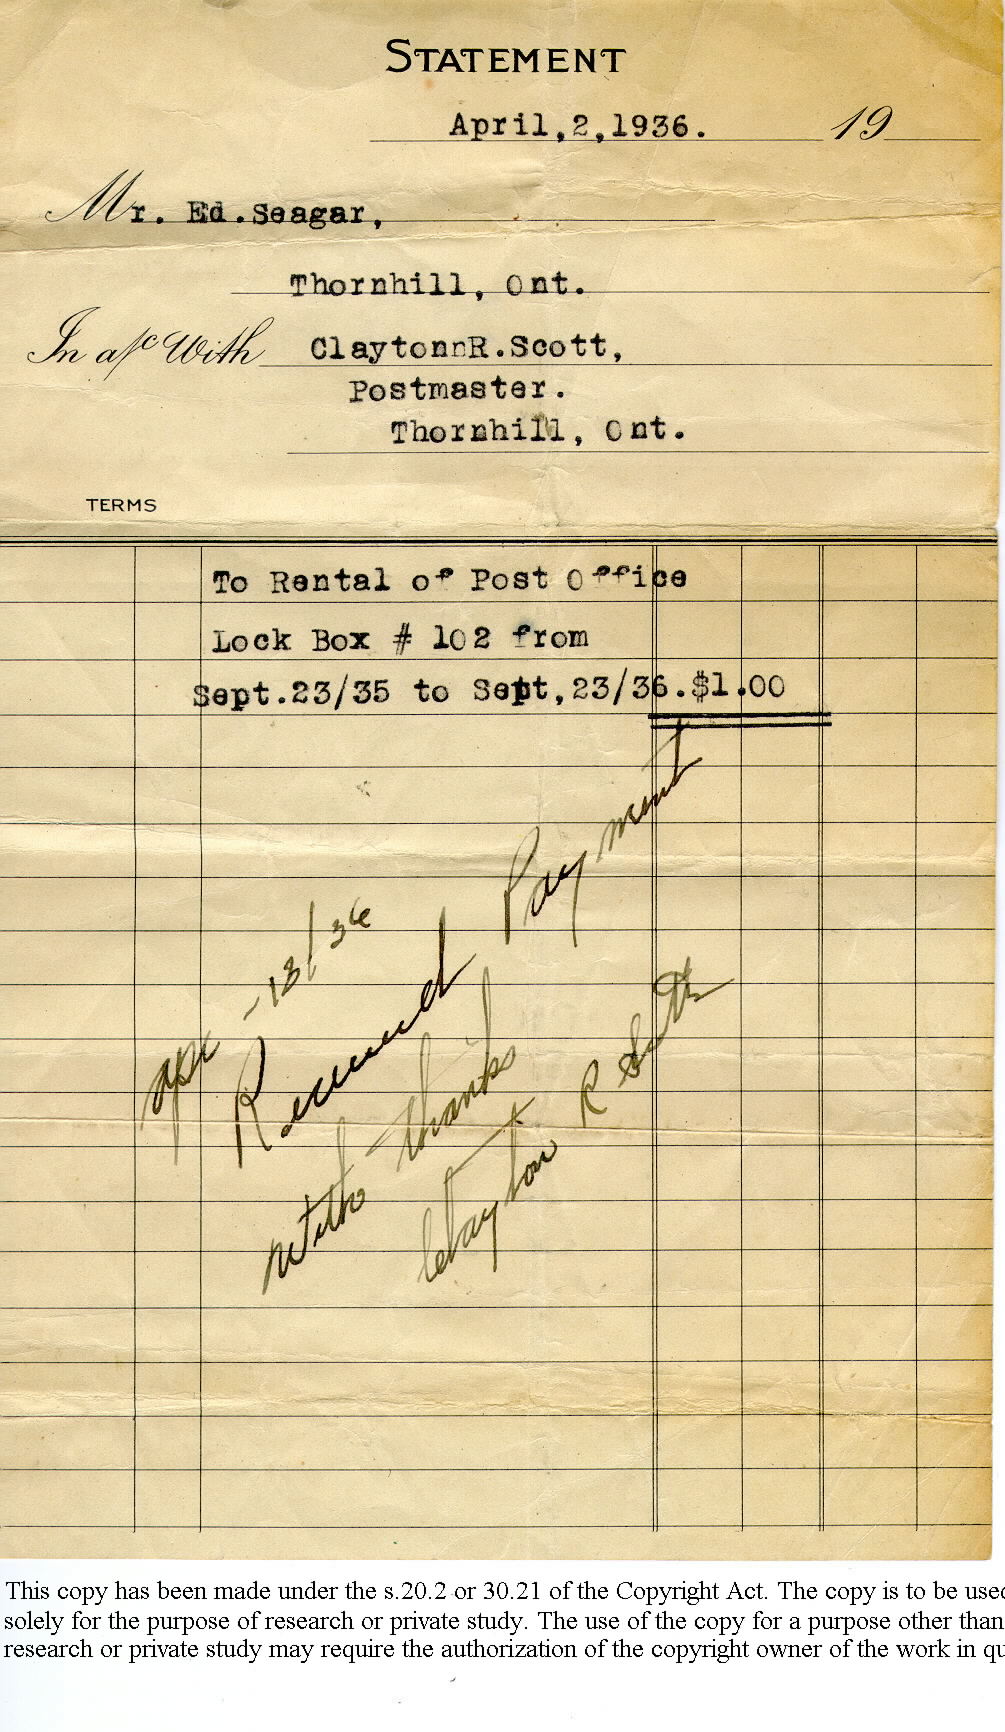 STATEMENT
April,2,1936. 19
Mr. Ed.Seagar,
Thornhill, Ont.
In a/c With ClaytonnR.Scott,
Postmaster.
Thornhill, Ont.
TERMS
To Rental of Post Office
Lock Box # 102 from
Sept.23/35 to Sept,23/36.$1.00
Apr -13/36
Received Payment
with thanks
Clayton R Scott
This copy has been made under the s.20.2 or 30.21 of the Copyright Act. The copy is to be used
solely for the purpose of research or private study. The use of the copy for a purpose other than
research or private study may require the authorization of the copyright owner of the work in qu